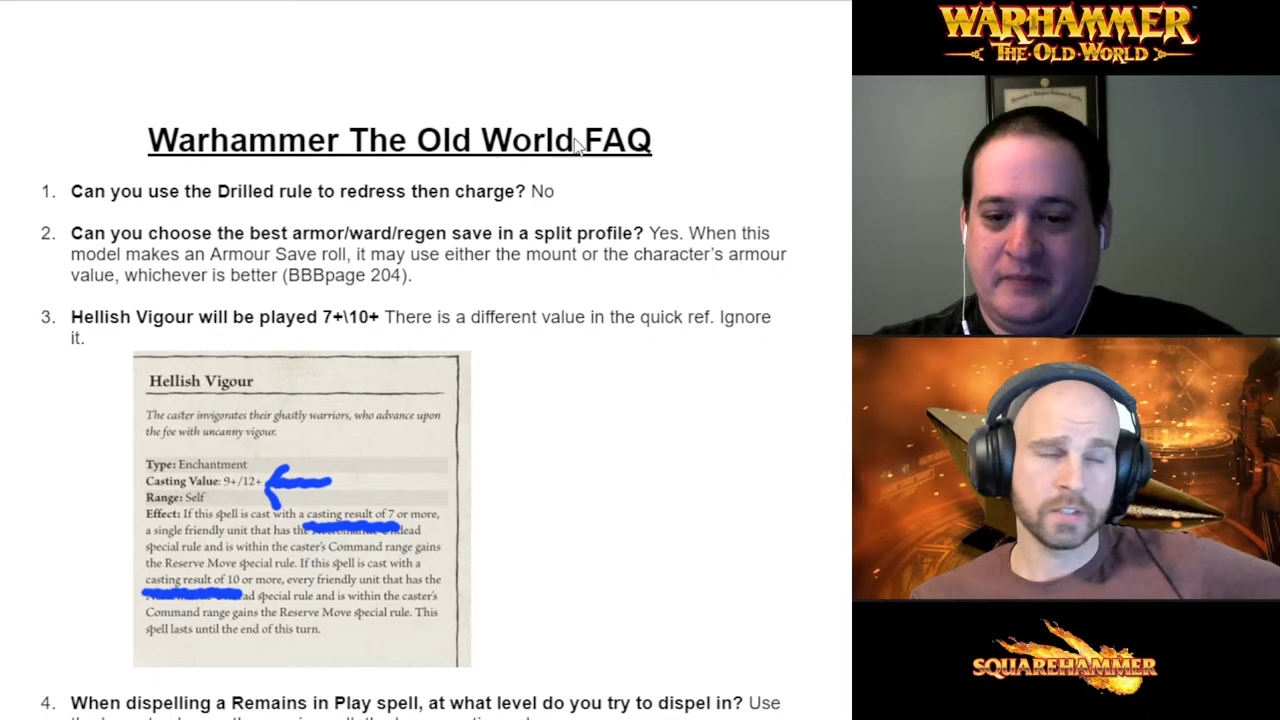 Warhammer The Old World FAQ
1. Can you use the Drilled rule to redress then charge? No
2. Can you choose the best armor/ward/regen save in a split profile? Yes. When this
model makes an Armour Save roll, it may use either the mount or the character's armour
value, whichever is better (BBBpage 204).
3. Hellish Vigour will be played 7+\10+ There is a different value in the quick ref. Ignore
it.
Hellish Vigour
The caster invigorates their ghastly warriors, who advance upon
the foe with uncanny vigour.
Type: Enchantment
Casting Value: 9+/12+
Range: Self
Effect: If this spell is cast with a casting result of 7 or more,
a single friendly unit that has the
special rule and is within the caster's Command range gains
the Reserve Move special rule. If this spell is cast with a
casting result of 10 or more, every friendly unit that has the
special rule and is within the caster's
Command range gains the Reserve Move special rule. This
spell lasts until the end of this turn.
4. When dispelling a Remains in Play spell, at what level do you try to dispel in? Use
WARHAMMER
THE OLD WORLD
SQUAREHAMMER